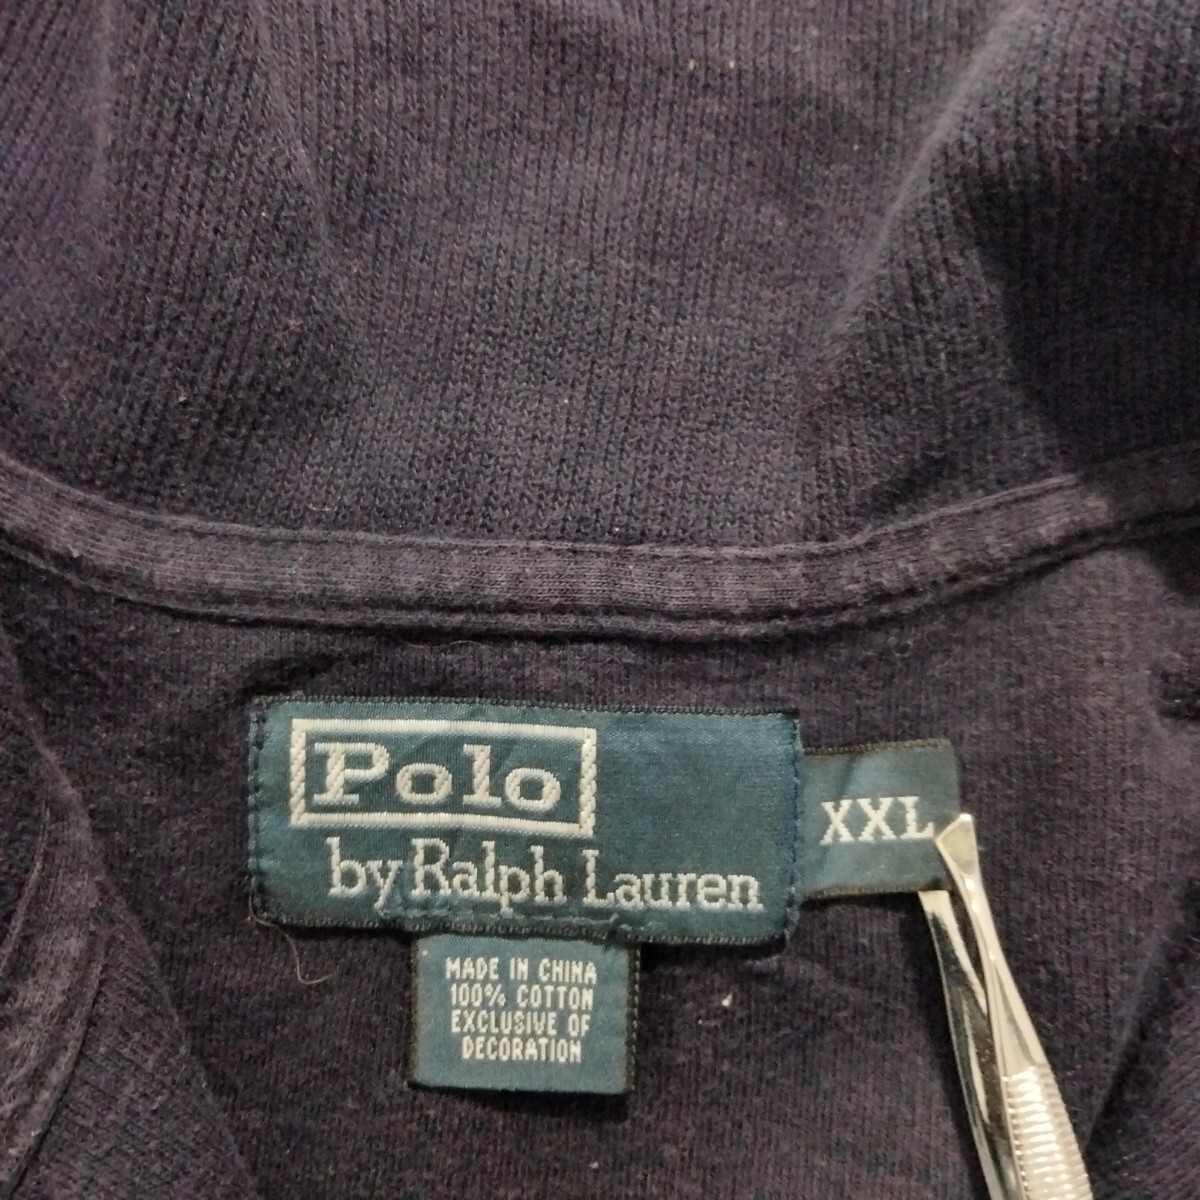 Polo
by Ralph Lauren
XXL
MADE IN CHINA
100% COTTON
EXCLUSIVE OF
DECORATION